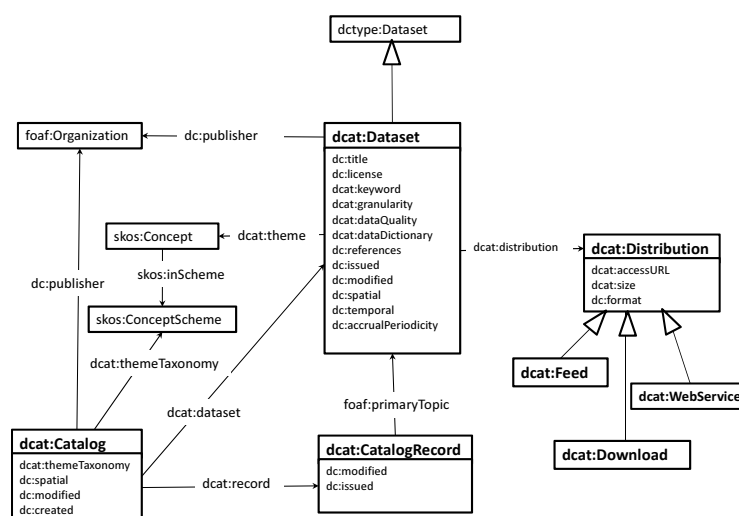 dctype:Dataset
foaf:Organization
dc:publisher
dcat:Dataset
dc:title
dc:license
dcat:keyword
dcat:granularity
dcat:dataQuality
dcat:dataDictionary
dc:references
dc:issued
dc:modified
dc:spatial
dc:temporal
dc:accrualPeriodicity
skos:Concept
dcat:theme
skos:inScheme
dc:publisher
skos:ConceptScheme
dcat:themeTaxonomy
dcat:distribution
dcat:Distribution
dcat:accessURL
dcat:size
dc:format
dcat:Feed
dcat:WebService
dcat:Download
dcat:dataset
foaf:primaryTopic
dcat:Catalog
dcat:themeTaxonomy
dc:spatial
dc:modified
dc:created
dcat:record
dcat:CatalogRecord
dc:modified
dc:issued